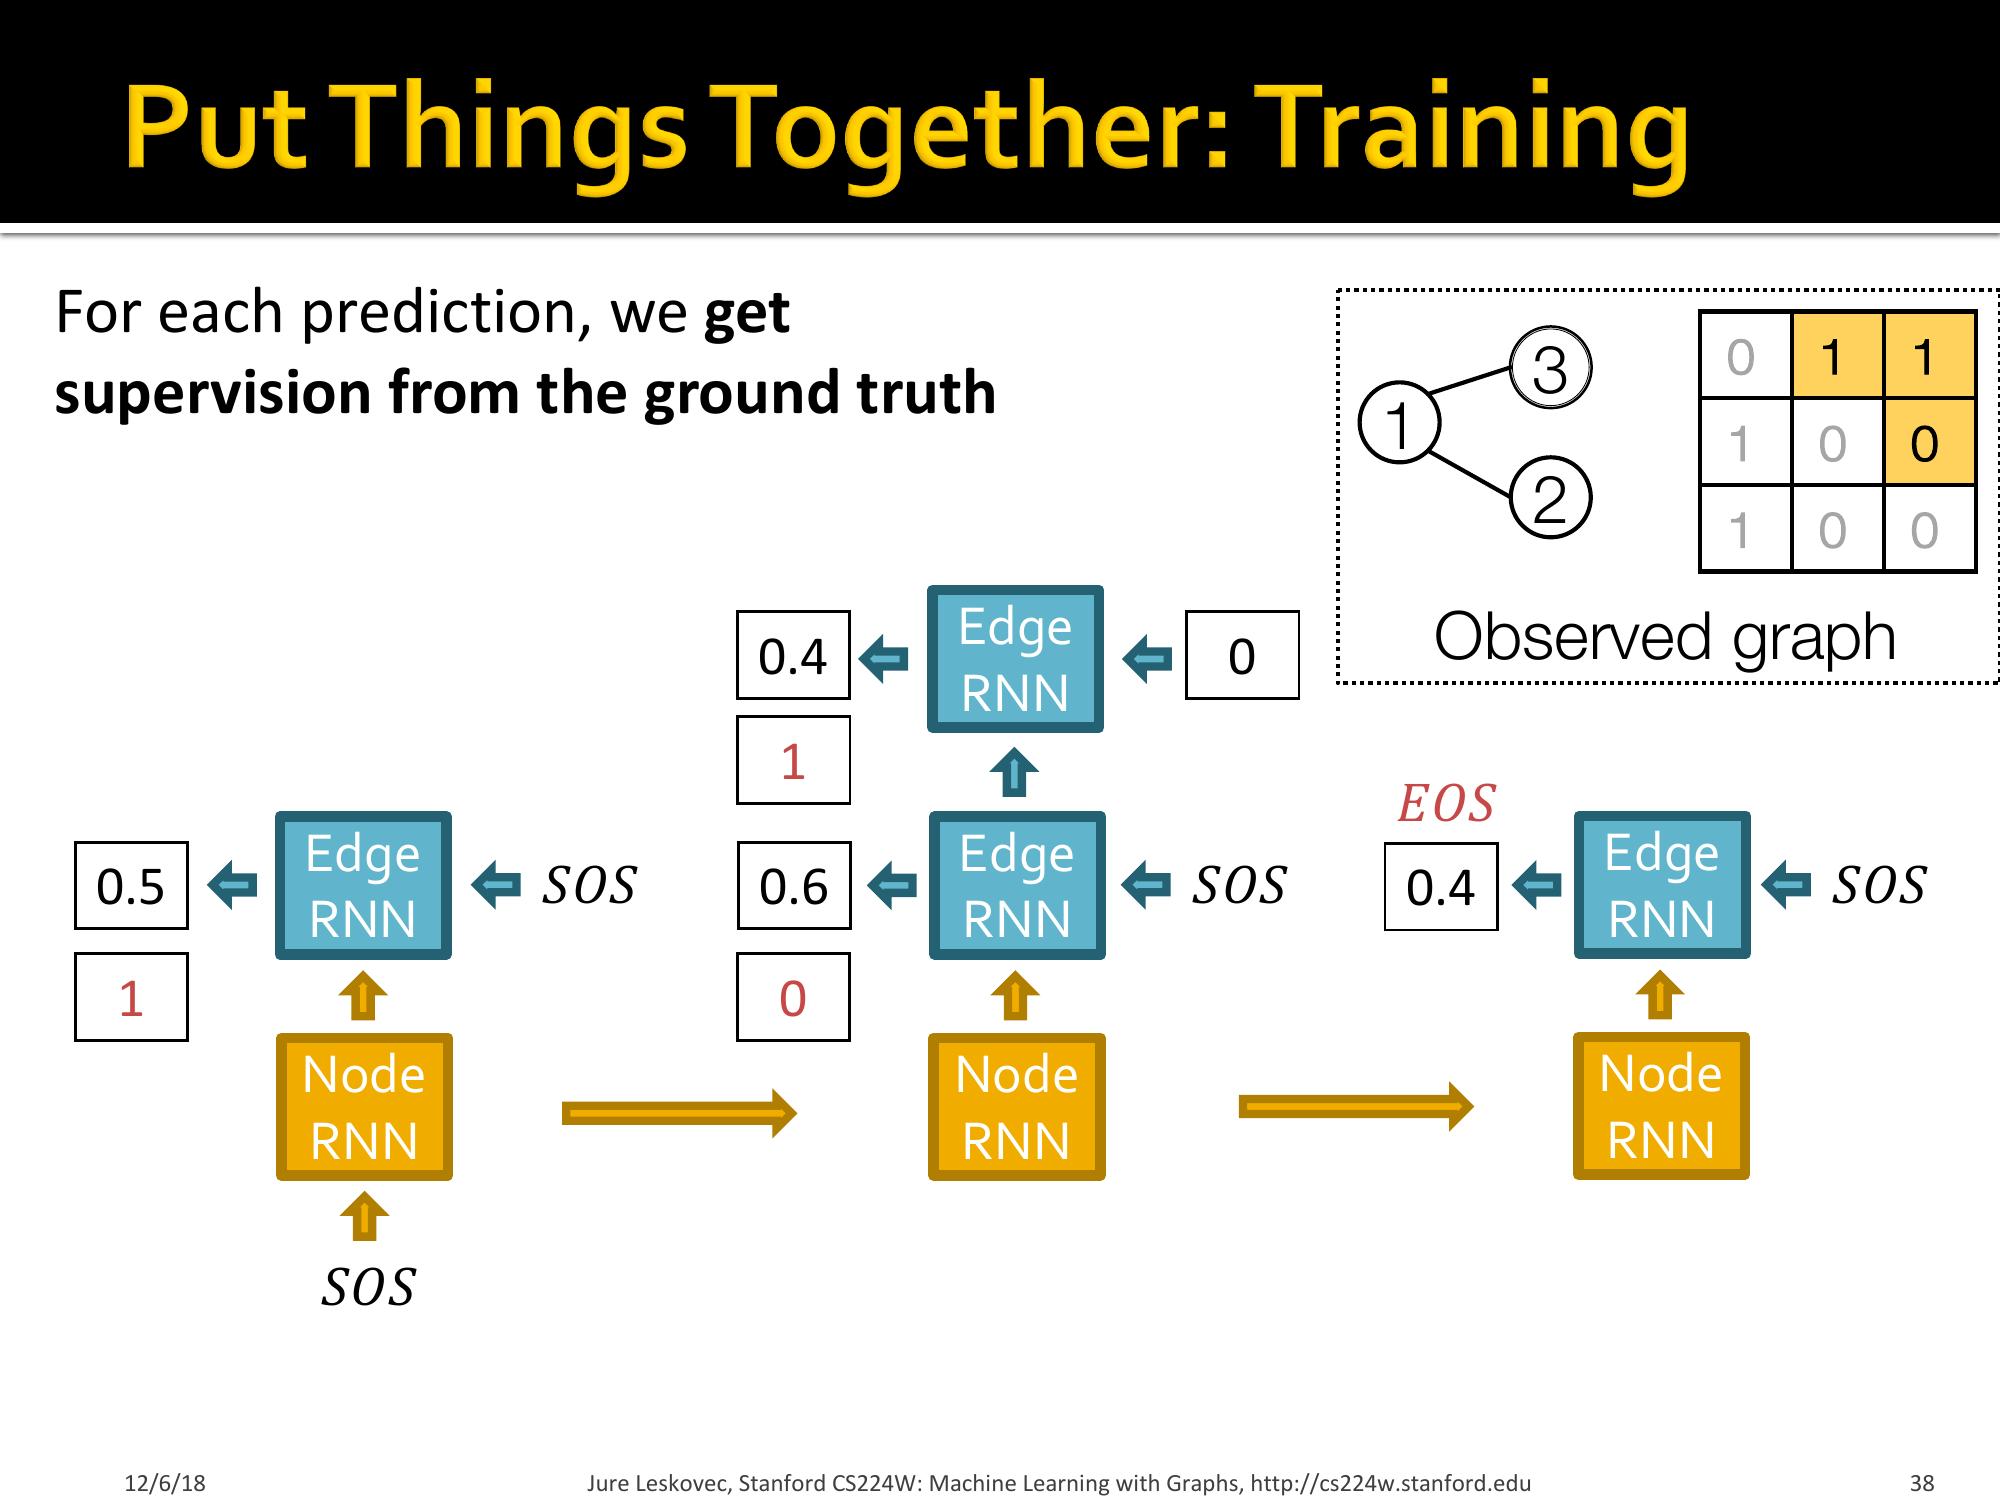 Put Things Together: Training
For each prediction, we get
supervision from the ground truth
3
1
2
0 1 1
1 0 0
1 0 0
Observed graph
0.4
Edge
RNN
0
1
0.5
Edge
RNN
SOS
0.6
Edge
RNN
SOS
EOS
0.4
Edge
RNN
SOS
1
Node
RNN
0
Node
RNN
Node
RNN
SOS
12/6/18
Jure Leskovec, Stanford CS224W: Machine Learning with Graphs, http://cs224w.stanford.edu
38